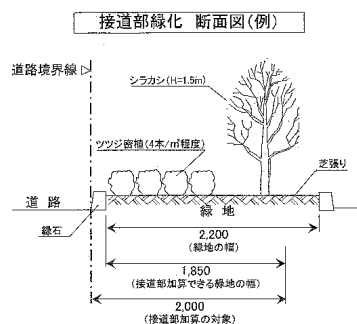 接道部緑化 断面図(例)
道路境界線
シラカシ(H=1.5m)
ツツジ密植(4本/㎡程度)
芝張り
道路
緑地
縁石
2,200
(緑地の幅)
1,850
(接道部加算できる緑地の幅)
2,000
(接道部加算の対象)